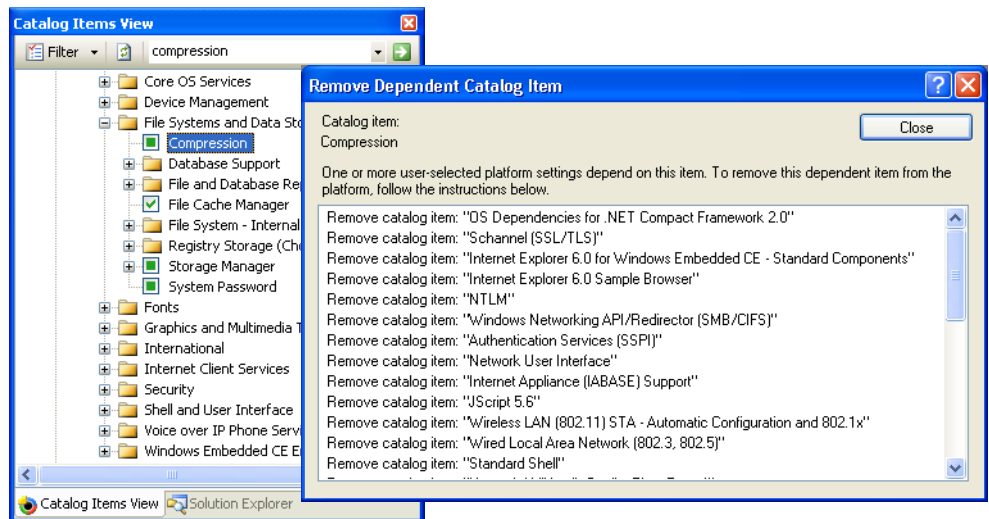 Catalog Items View
Filter
compression
Core OS Services
Device Management
File Systems and Data Sto
Compression
Database Support
File and Database Re
File Cache Manager
File System - Internal
Registry Storage (Cho
Storage Manager
System Password
Fonts
Graphics and Multimedia T
International
Internet Client Services
Security
Shell and User Interface
Voice over IP Phone Servi
Windows Embedded CE E
Catalog Items View
Solution Explorer
Remove Dependent Catalog Item
Catalog item:
Close
Compression
One or more user-selected platform settings depend on this item. To remove this dependent item from the
platform, follow the instructions below.
Remove catalog item: "OS Dependencies for .NET Compact Framework 2.0"
Remove catalog item: "Schannel (SSL/TLS)"
Remove catalog item: "Internet Explorer 6.0 for Windows Embedded CE - Standard Components"
Remove catalog item: "Internet Explorer 6.0 Sample Browser"
Remove catalog item: "NTLM"
Remove catalog item: "Windows Networking API/Redirector (SMB/CIFS)"
Remove catalog item: "Authentication Services (SSPI)"
Remove catalog item: "Network User Interface"
Remove catalog item: "Internet Appliance (IABASE) Support"
Remove catalog item: "JScript 5.6"
Remove catalog item: "Wireless LAN (802.11) STA - Automatic Configuration and 802.1x"
Remove catalog item: "Wired Local Area Network (802.3, 802.5)"
Remove catalog item: "Standard Shell"